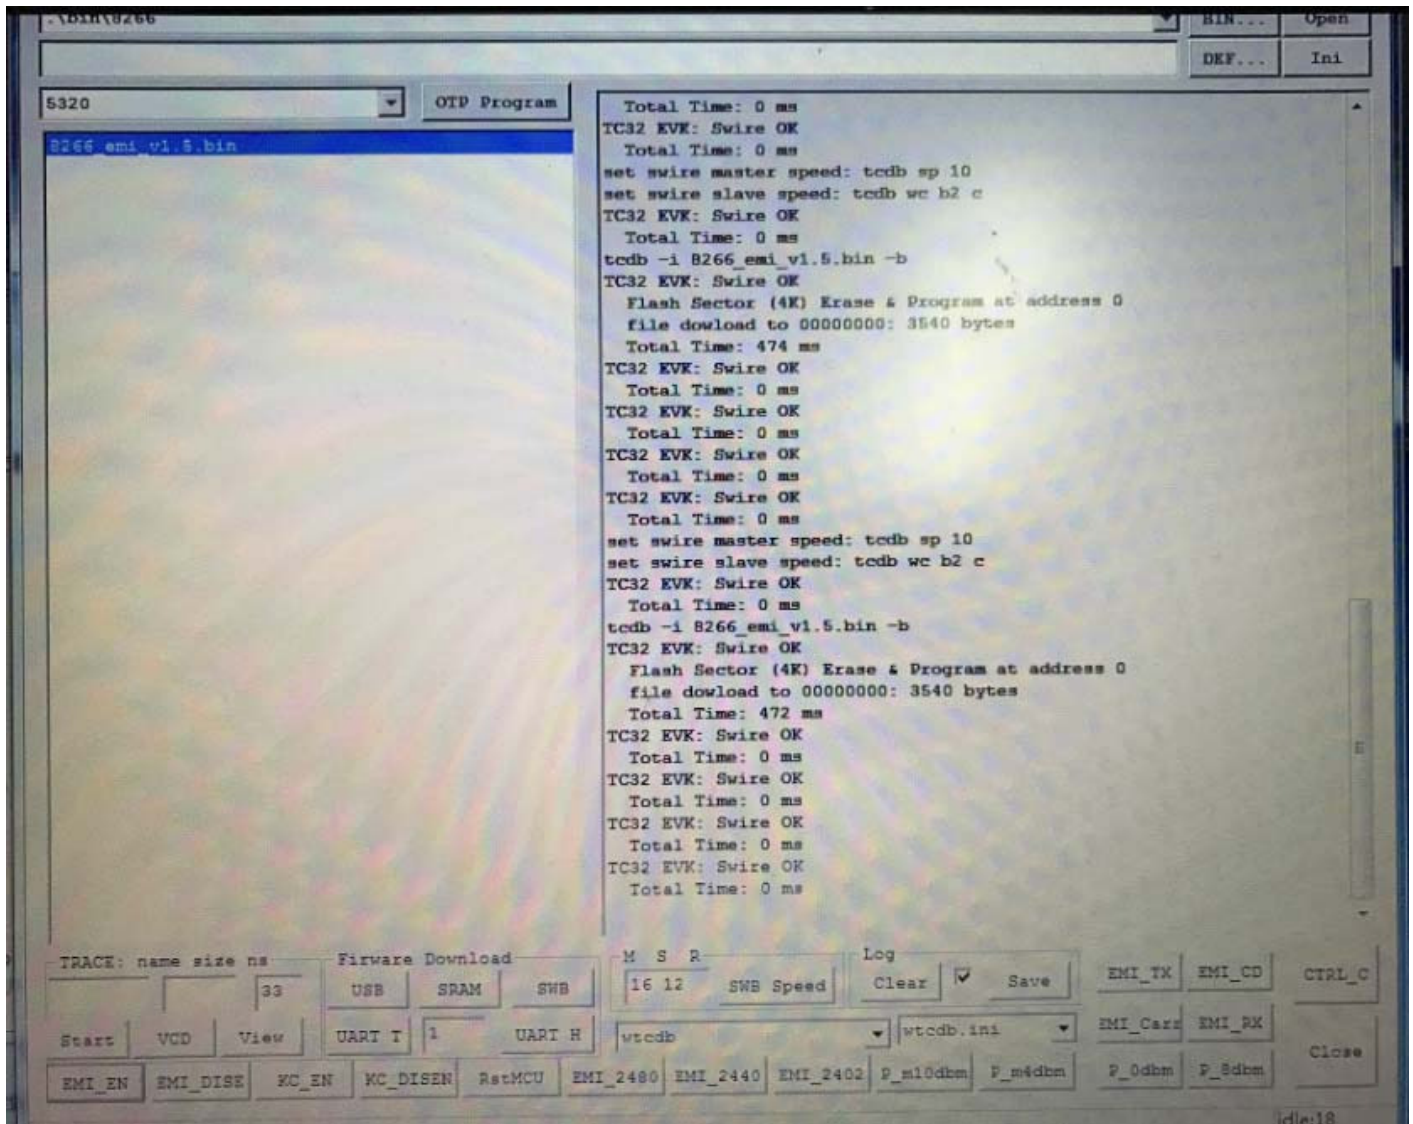 .\bin\8266
BIN... Open
DEF... Ini
5320
OTP Program
8266_emi_v1.5.bin
Total Time: 0 ms
TC32 EVK: Swire OK
Total Time: 0 ms
set swire master speed: tcdb sp 10
set swire slave speed: tcdb wc b2 c
TC32 EVK: Swire OK
Total Time: 0 ms
tcdb -i 8266_emi_v1.5.bin -b
TC32 EVK: Swire OK
Flash Sector (4K) Erase & Program at address 0
file dowload to 00000000: 3540 bytes
Total Time: 474 ms
TC32 EVK: Swire OK
Total Time: 0 ms
TC32 EVK: Swire OK
Total Time: 0 ms
TC32 EVK: Swire OK
Total Time: 0 ms
TC32 EVK: Swire OK
Total Time: 0 ms
set swire master speed: tcdb sp 10
set swire slave speed: tcdb wc b2 c
TC32 EVK: Swire OK
Total Time: 0 ms
tcdb -i 8266_emi_v1.5.bin -b
TC32 EVK: Swire OK
Flash Sector (4K) Erase & Program at address 0
file dowload to 00000000: 3540 bytes
Total Time: 472 ms
TC32 EVK: Swire OK
Total Time: 0 ms
TC32 EVK: Swire OK
Total Time: 0 ms
TC32 EVK: Swire OK
Total Time: 0 ms
TC32 EVK: Swire OK
Total Time: 0 ms
TRACE: name size ns Firware Download M S R Log
33 USB SRAM SWB 16 12 SWB Speed Clear Save EMI_TX EMI_CD CTRL_C
Start VCD View UART T 1 UART H wtcdb wtcdb.ini EMI_Carr EMI_RX
Close
EMI_EN EMI_DISE KC_EN KC_DISEN RstMCU EMI_2480 EMI_2440 EMI_2402 P_m10dbm P_m4dbm P_0dbm P_8dbm
idle:18